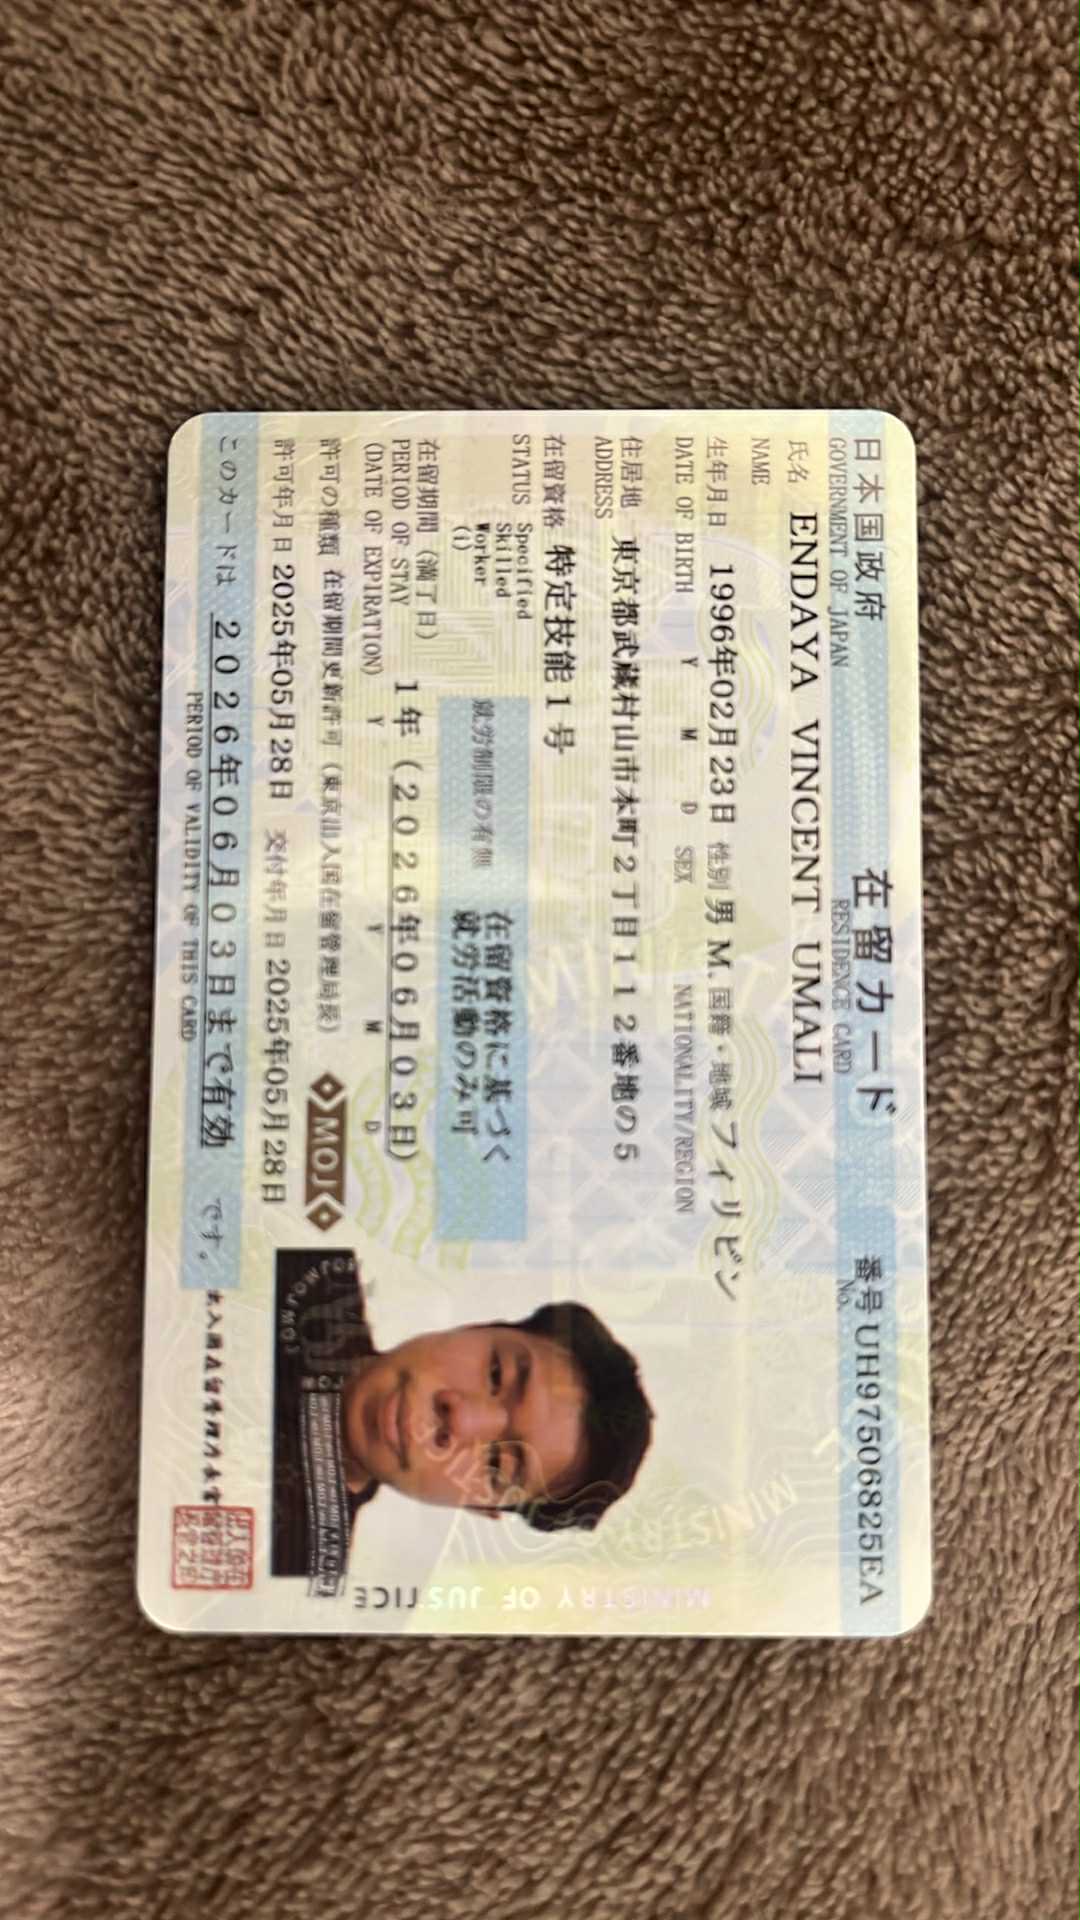 日本国政府 在留カード 番号 UH97506825EA
GOVERNMENT OF JAPAN RESIDENCE CARD No.
氏名 ENDAYA VINCENT UMALI
NAME
生年月日 1996年02月23日 性別 男 M. 国籍・地域 フィリピン
DATE OF BIRTH Y M D SEX NATIONALITY/REGION
住居地 東京都武蔵村山市本町2丁目112番地の5
ADDRESS
在留資格 特定技能1号
STATUS Specified
Skilled
Worker
(i)
就労制限の有無 在留資格に基づく
就労活動のみ可
在留期間(満了日) 1年(2026年06月03日)
PERIOD OF STAY
(DATE OF EXPIRATION) Y Y M D
許可の種類 在留期間更新許可(東京出入国在留管理局長)
MOJ
許可年月日 2025年05月28日 交付年月日 2025年05月28日
このカードは 2026年06月03日まで有効 です。
PERIOD OF VALIDITY OF THIS CARD
出入国在留管理庁長官
MINISTRY OF JUSTICE